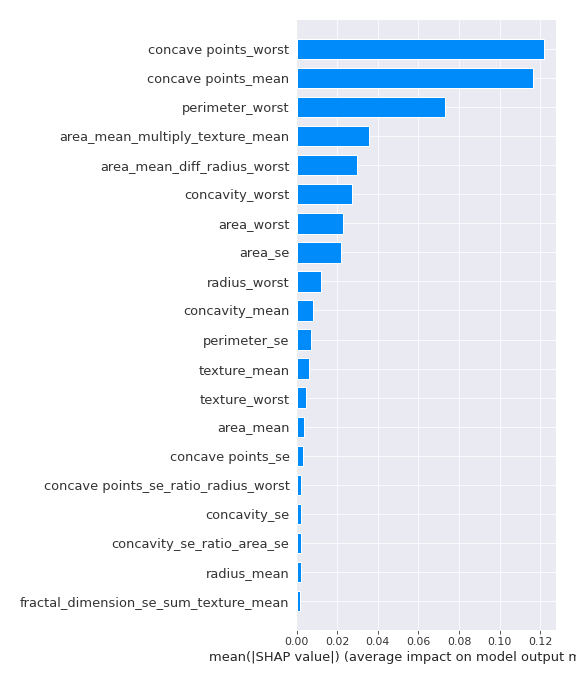 concave points_worst
concave points_mean
perimeter_worst
area_mean_multiply_texture_mean
area_mean_diff_radius_worst
concavity_worst
area_worst
area_se
radius_worst
concavity_mean
perimeter_se
texture_mean
texture_worst
area_mean
concave points_se
concave points_se_ratio_radius_worst
concavity_se
concavity_se_ratio_area_se
radius_mean
fractal_dimension_se_sum_texture_mean
0.00 0.02 0.04 0.06 0.08 0.10 0.12
mean(|SHAP value|) (average impact on model output m